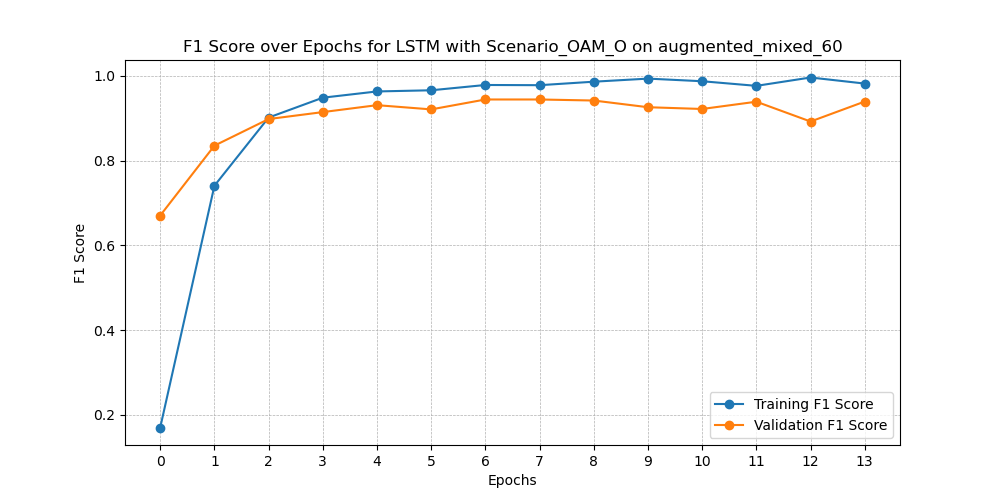 F1 Score over Epochs for LSTM with Scenario_OAM_O on augmented_mixed_60
1.0
0.8
0.6
0.4
0.2
F1 Score
Training F1 Score
Validation F1 Score
0 1 2 3 4 5 6 7 8 9 10 11 12 13
Epochs